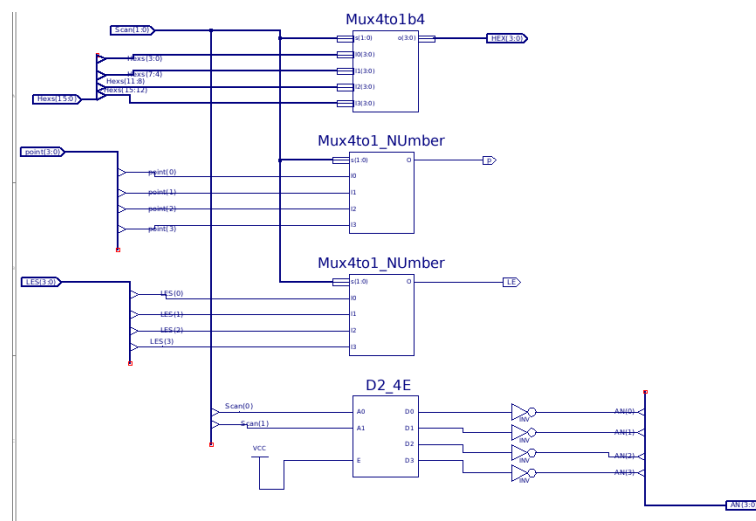 Mux4to1b4
Scan(1:0)
s(1:0)
o(3:0)
HEX(3:0)
Hexs(3:0)
I0(3:0)
Hexs(7:4)
I1(3:0)
Hexs(11:8)
I2(3:0)
Hexs(15:12)
Hexs(15:0)
I3(3:0)
Mux4to1_NUmber
point(3:0)
s(1:0)
O
p
point(0)
I0
point(1)
I1
point(2)
I2
point(3)
I3
Mux4to1_NUmber
LES(3:0)
s(1:0)
O
LE
LES(0)
I0
LES(1)
I1
LES(2)
I2
LES(3)
I3
D2_4E
Scan(0)
A0
D0
INV
AN(0)
Scan(1)
A1
D1
INV
AN(1)
VCC
D2
INV
AN(2)
E
D3
INV
AN(3)
AN(3:0